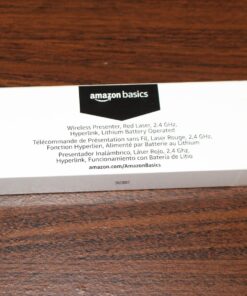 amazon basics
Wireless Presenter, Red Laser, 2.4 GHz,
Hyperlink, Lithium Battery Operated
Télécommande de Présentation sans Fil, Laser Rouge, 2.4 GHz,
Fonction Hyperlien, Alimenté par Batterie au Lithium
Presentador Inalámbrico, Láser Rojo, 2.4 Ghz,
Hyperlink, Funcionamiento con Batería de Litio
amazon.com/AmazonBasics